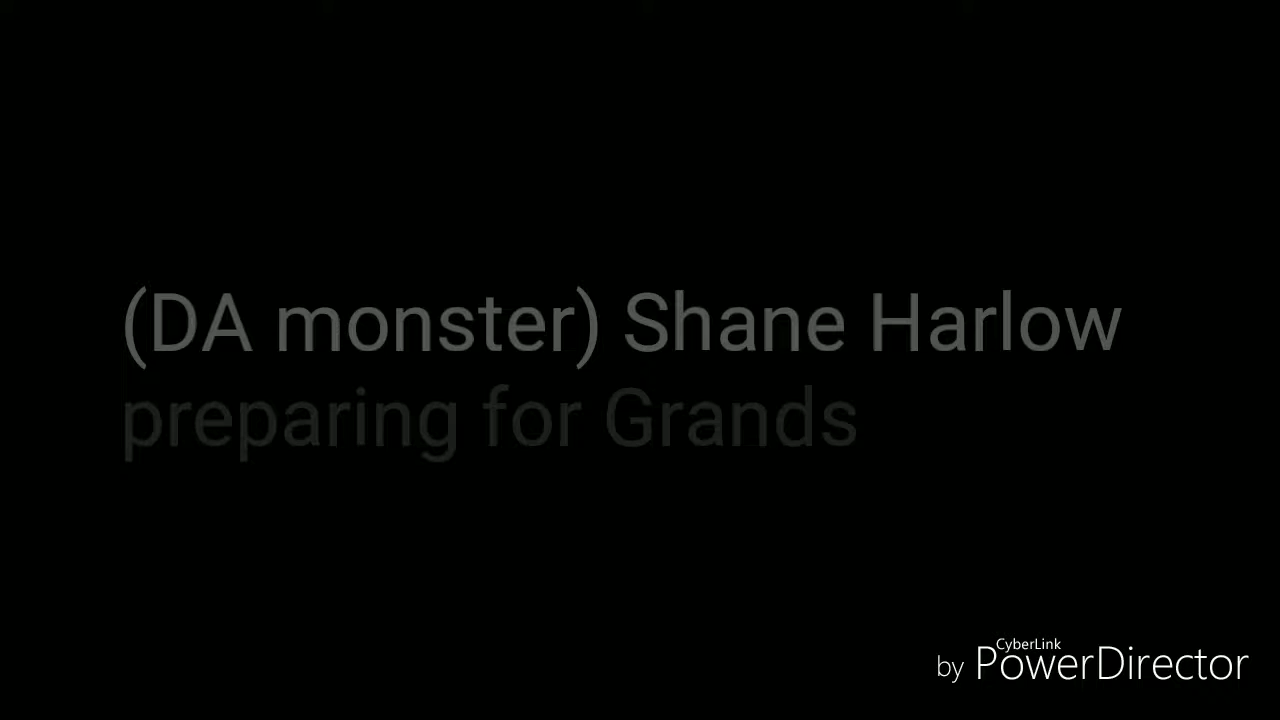 (DA monster) Shane Harlow
preparing for Grands
CyberLink
by PowerDirector